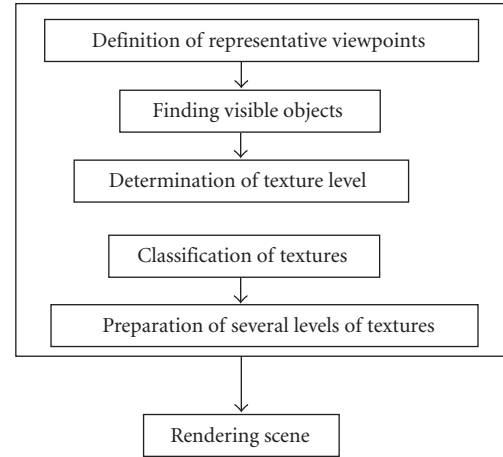 Definition of representative viewpoints
Finding visible objects
Determination of texture level
Classification of textures
Preparation of several levels of textures
Rendering scene